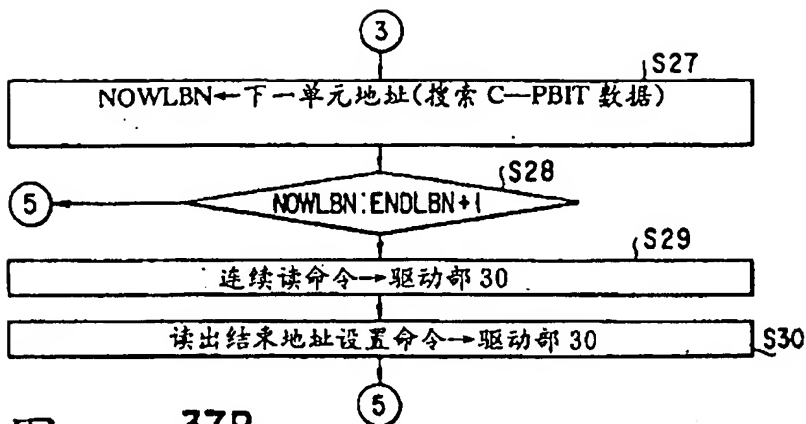 3
S27
NOWLBN←下一单元地址(搜索 C—PBIT 数据)
S28
5
NOWLBN:ENDLBN+1
S29
连续读命令→驱动部 30
读出结束地址设置命令→驱动部 30
S30
5
37B